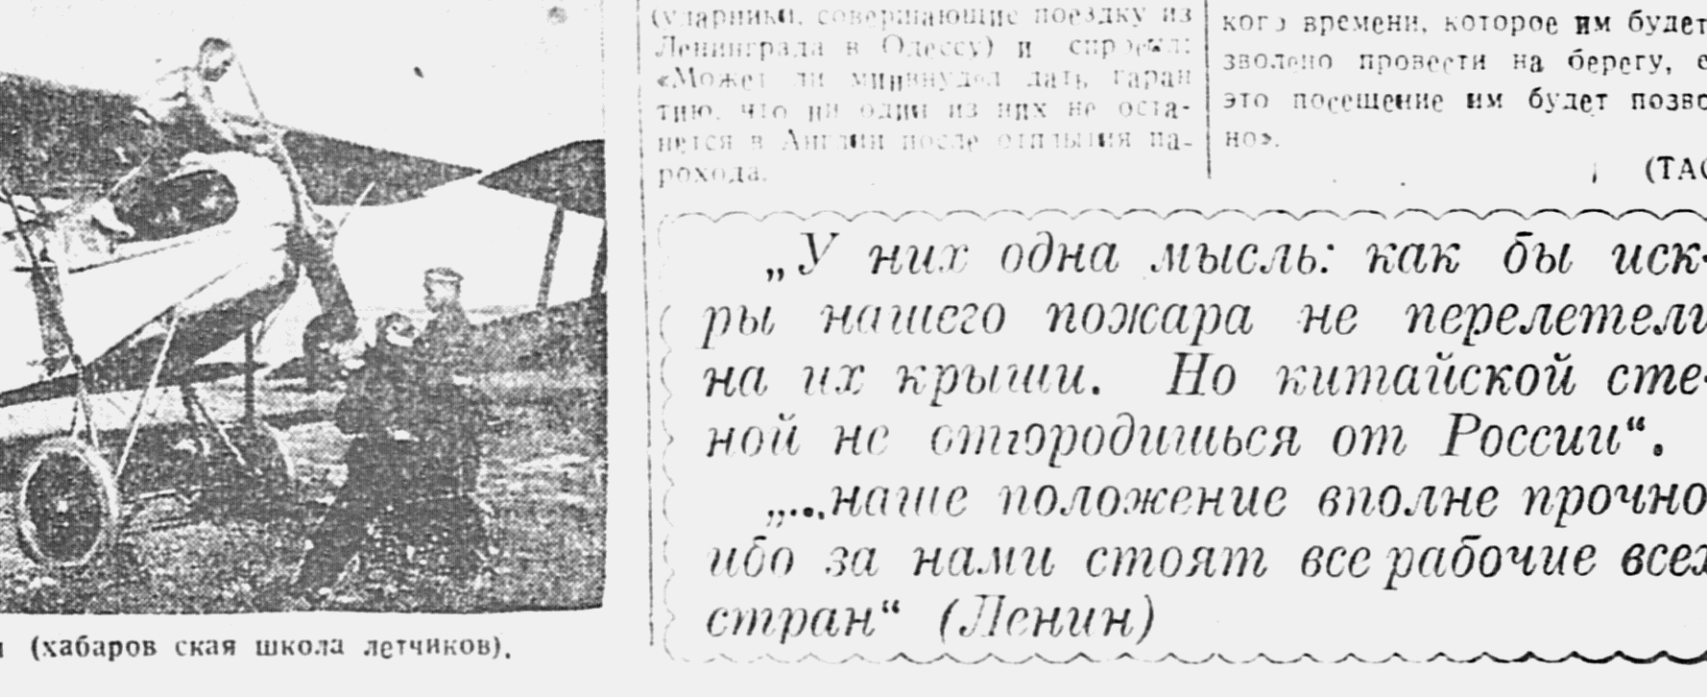 (ударники, совершающие поездку из
Ленинграда в Одессу) и спросил:
«Может ли минвнудел дать гаран
тию, что ни один из них не оста-
нется в Англии после отплытия па-
рохода.
кого времени, которое им будет
зволено провести на берегу, е
это посещение им будет позво
но».
(ТАС
„У них одна мысль: как бы иск-
ры нашего пожара не перелетели
на их крыши. Но китайской сте-
ной не отгородишься от России“.
„...наше положение вполне прочно
ибо за нами стоят все рабочие всех
стран“ (Ленин)
(хабаров ская школа летчиков).